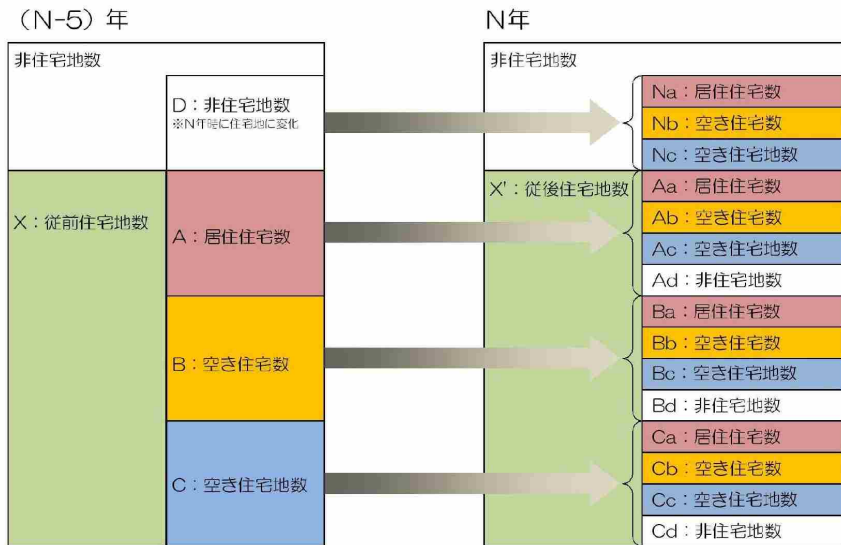 （N-5）年
N年
非住宅地数
D：非住宅地数
※N年時に住宅地に変化
X：従前住宅地数
A：居住住宅数
B：空き住宅数
C：空き住宅地数
非住宅地数
Na：居住住宅数
Nb：空き住宅数
Nc：空き住宅地数
X'：従後住宅地数
Aa：居住住宅数
Ab：空き住宅数
Ac：空き住宅地数
Ad：非住宅地数
Ba：居住住宅数
Bb：空き住宅数
Bc：空き住宅地数
Bd：非住宅地数
Ca：居住住宅数
Cb：空き住宅数
Cc：空き住宅地数
Cd：非住宅地数